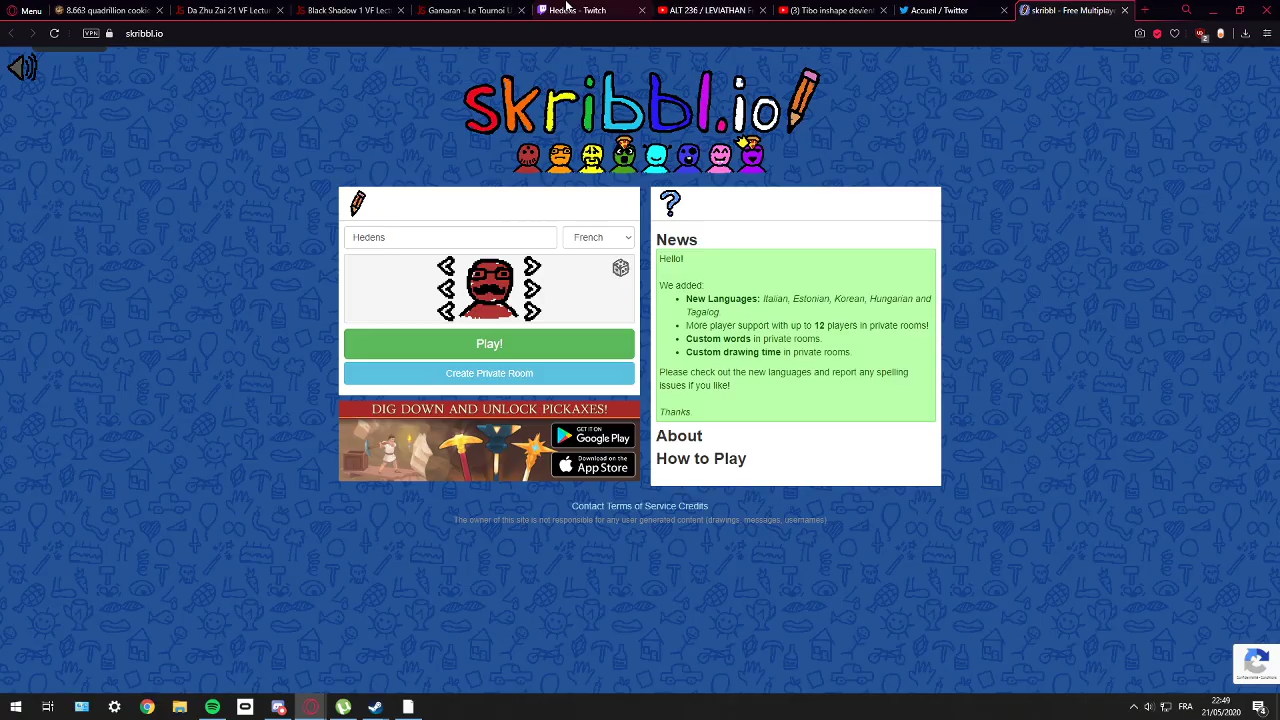 Menu
8.663 quadrillion cookie
Da Zhu Zai 21 VF Lectur
Black Shadow 1 VF Lect
Gamaran - Le Tournoi U
Hedens - Twitch
ALT 236 / LEVIATHAN F
(3) Tibo inshape devien
Accueil / Twitter
skribbl - Free Multiplaye
VPN
skribbl.io
2
skribbl.io
Hedens
French
Play!
Create Private Room
DIG DOWN AND UNLOCK PICKAXES!
GET IT ON
Google Play
Download on the
App Store
?
News
Hello!
We added:
New Languages: Italian, Estonian, Korean, Hungarian and
Tagalog.
More player support with up to 12 players in private rooms!
Custom words in private rooms.
Custom drawing time in private rooms.
Please check out the new languages and report any spelling
issues if you like!
Thanks.
About
How to Play
Contact Terms of Service Credits
The owner of this site is not responsible for any user generated content (drawings, messages, usernames)
FRA
22:49
21/05/2020